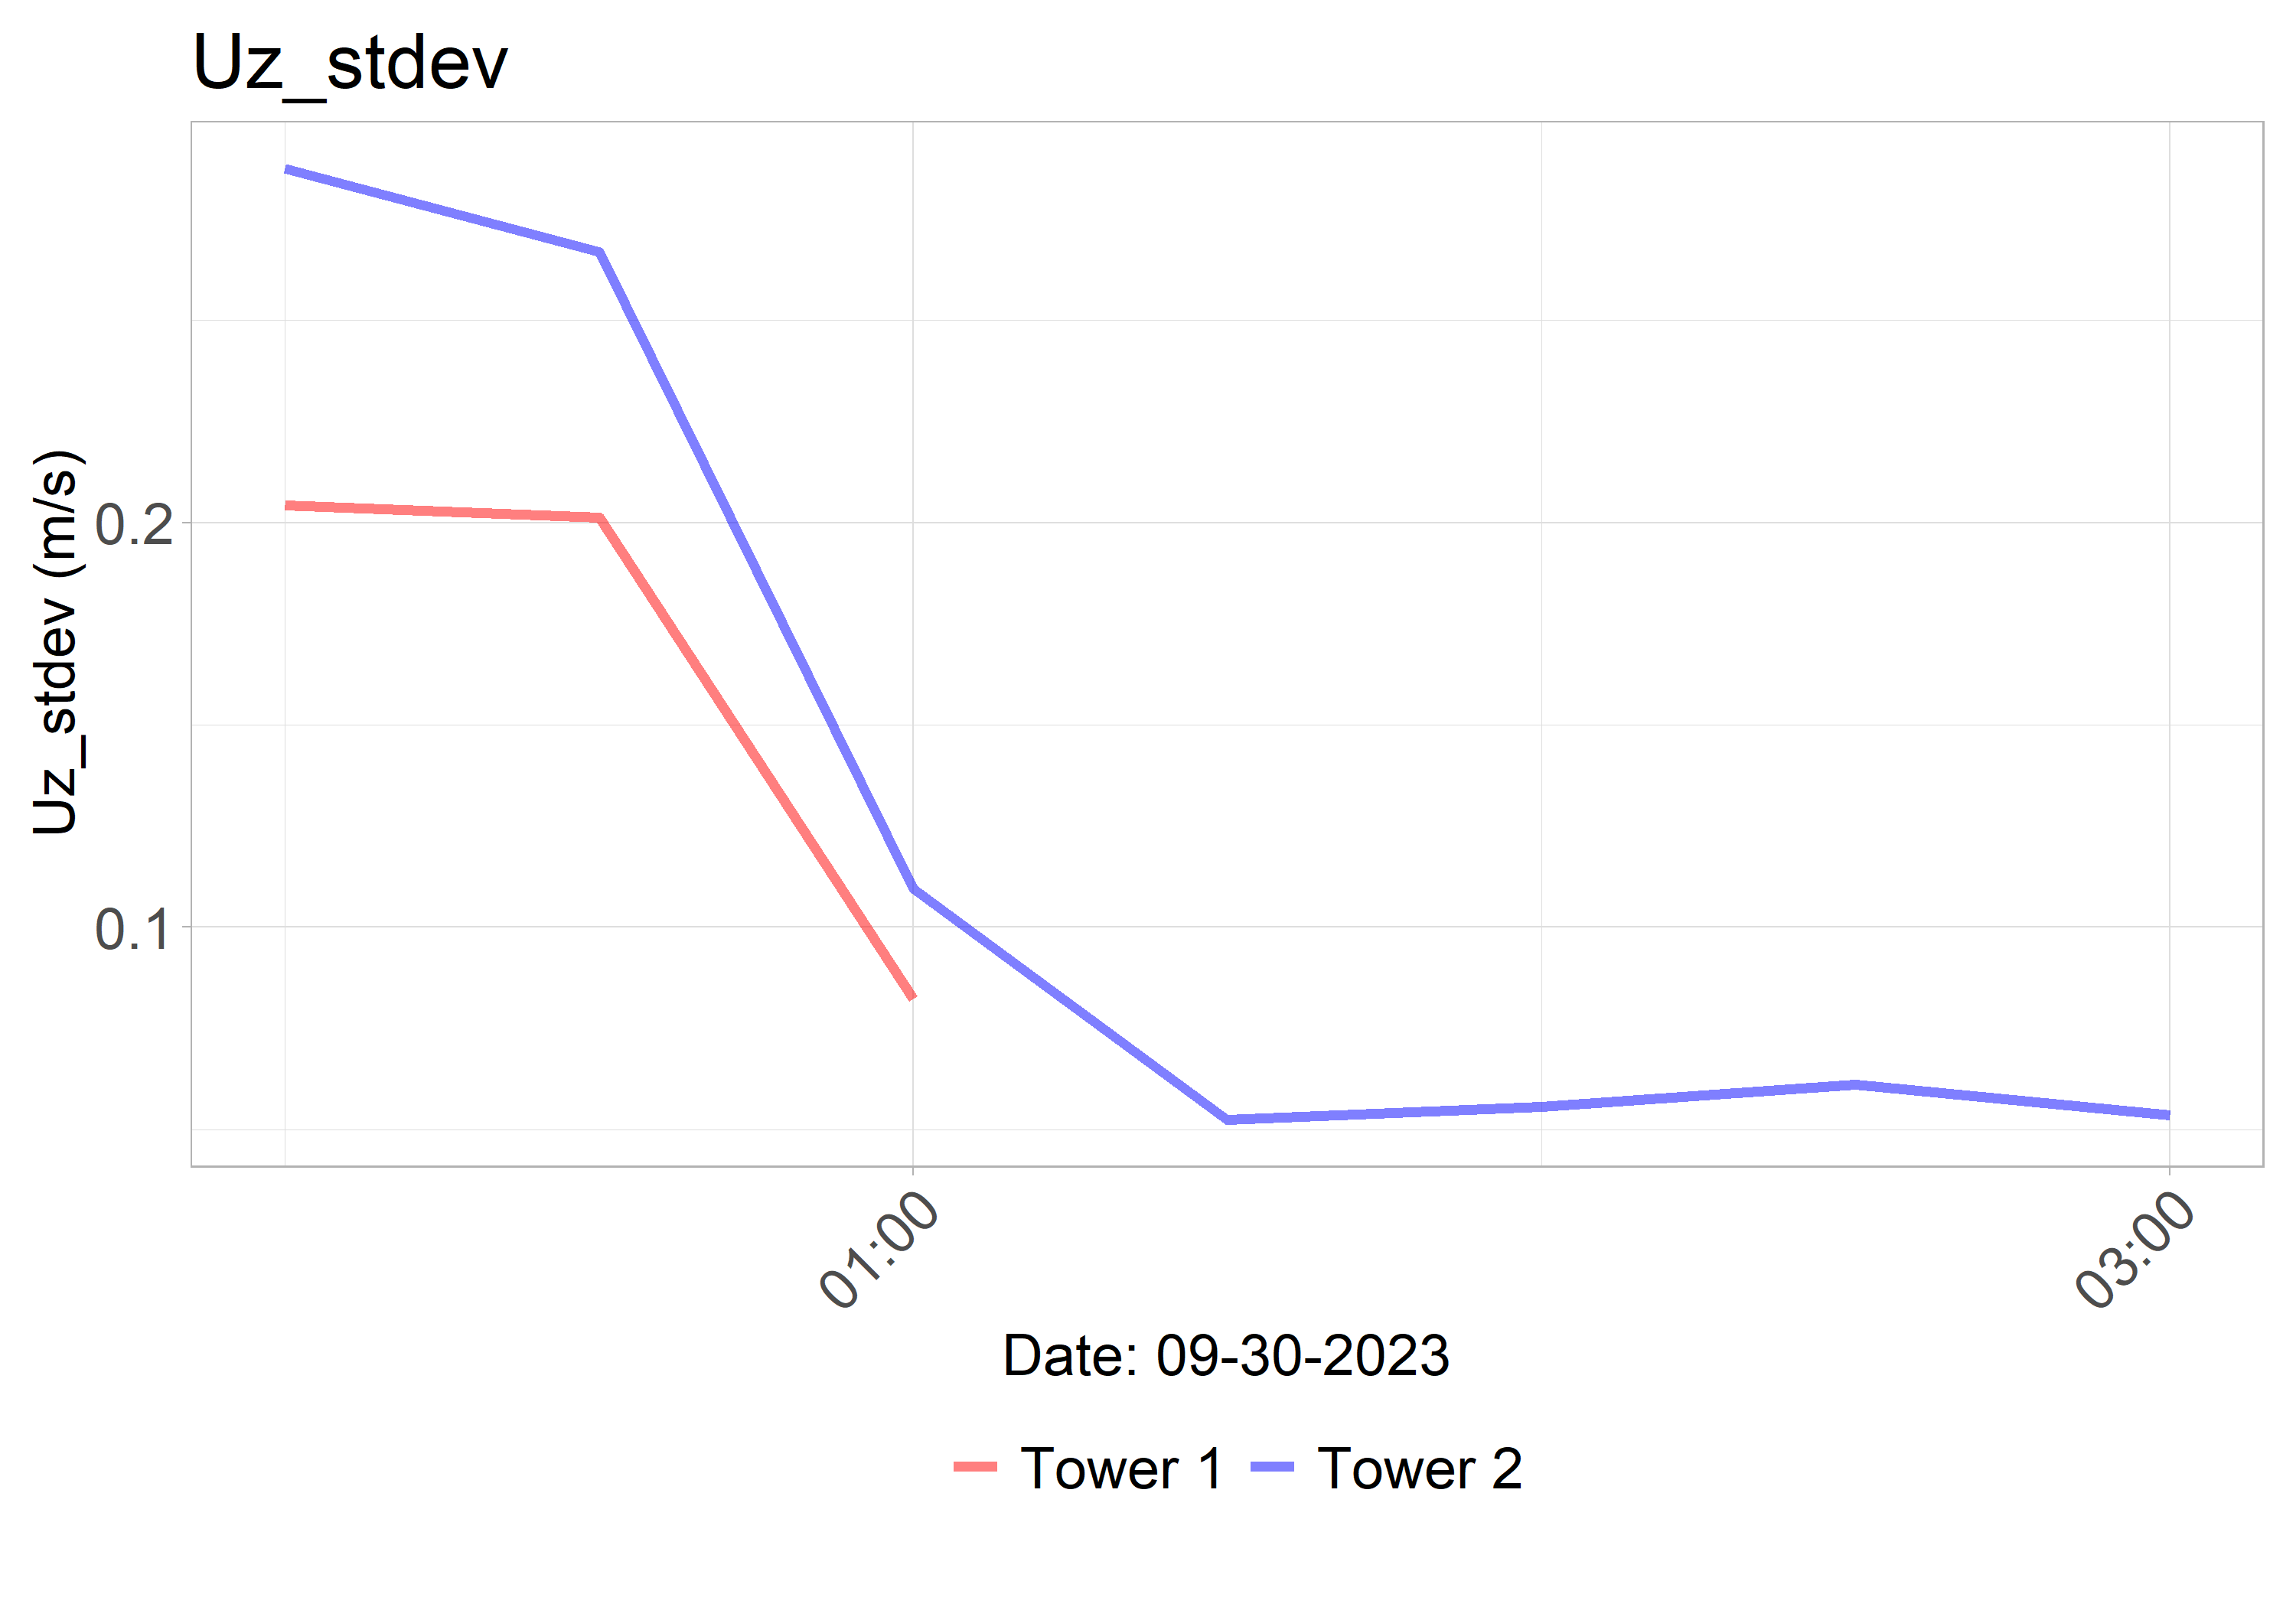 Uz_stdev
Uz_stdev (m/s)
0.2
0.1
01:00
03:00
Date: 09-30-2023
Tower 1
Tower 2